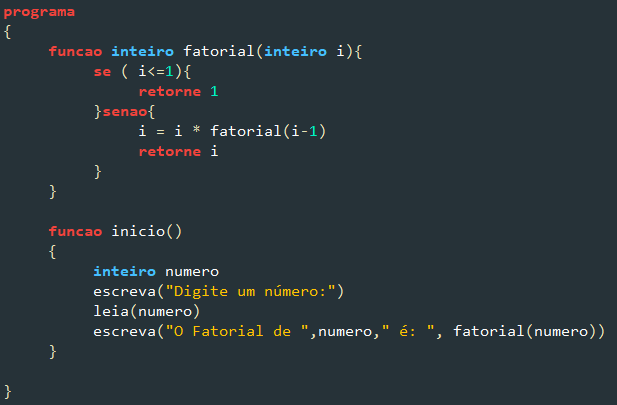 programa
{
funcao inteiro fatorial(inteiro i){
se ( i<=1){
retorne 1
}senao{
i = i * fatorial(i-1)
retorne i
}
}
funcao inicio()
{
inteiro numero
escreva("Digite um número:")
leia(numero)
escreva("O Fatorial de ",numero," é: ", fatorial(numero))
}
}